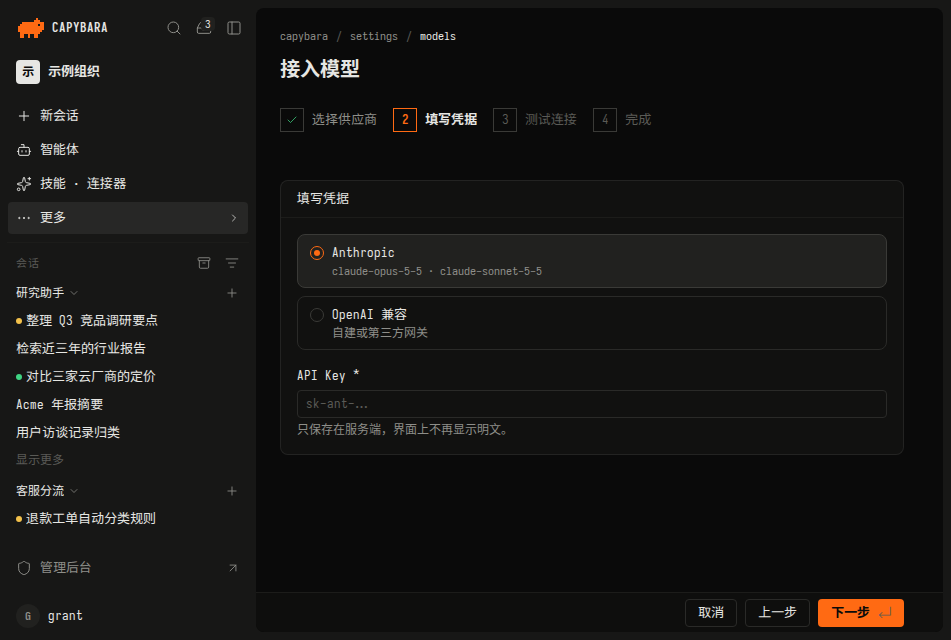 CAPYBARA
3
示 示例组织
新会话
智能体
技能 · 连接器
更多
会话
研究助手
整理 Q3 竞品调研要点
检索近三年的行业报告
对比三家云厂商的定价
Acme 年报摘要
用户访谈记录归类
显示更多
客服分流
退款工单自动分类规则
管理后台
G grant
capybara / settings / models
接入模型
选择供应商 2 填写凭据 3 测试连接 4 完成
填写凭据
Anthropic
claude-opus-5-5 · claude-sonnet-5-5
OpenAI 兼容
自建或第三方网关
API Key *
sk-ant-...
只保存在服务端，界面上不再显示明文。
取消 上一步 下一步